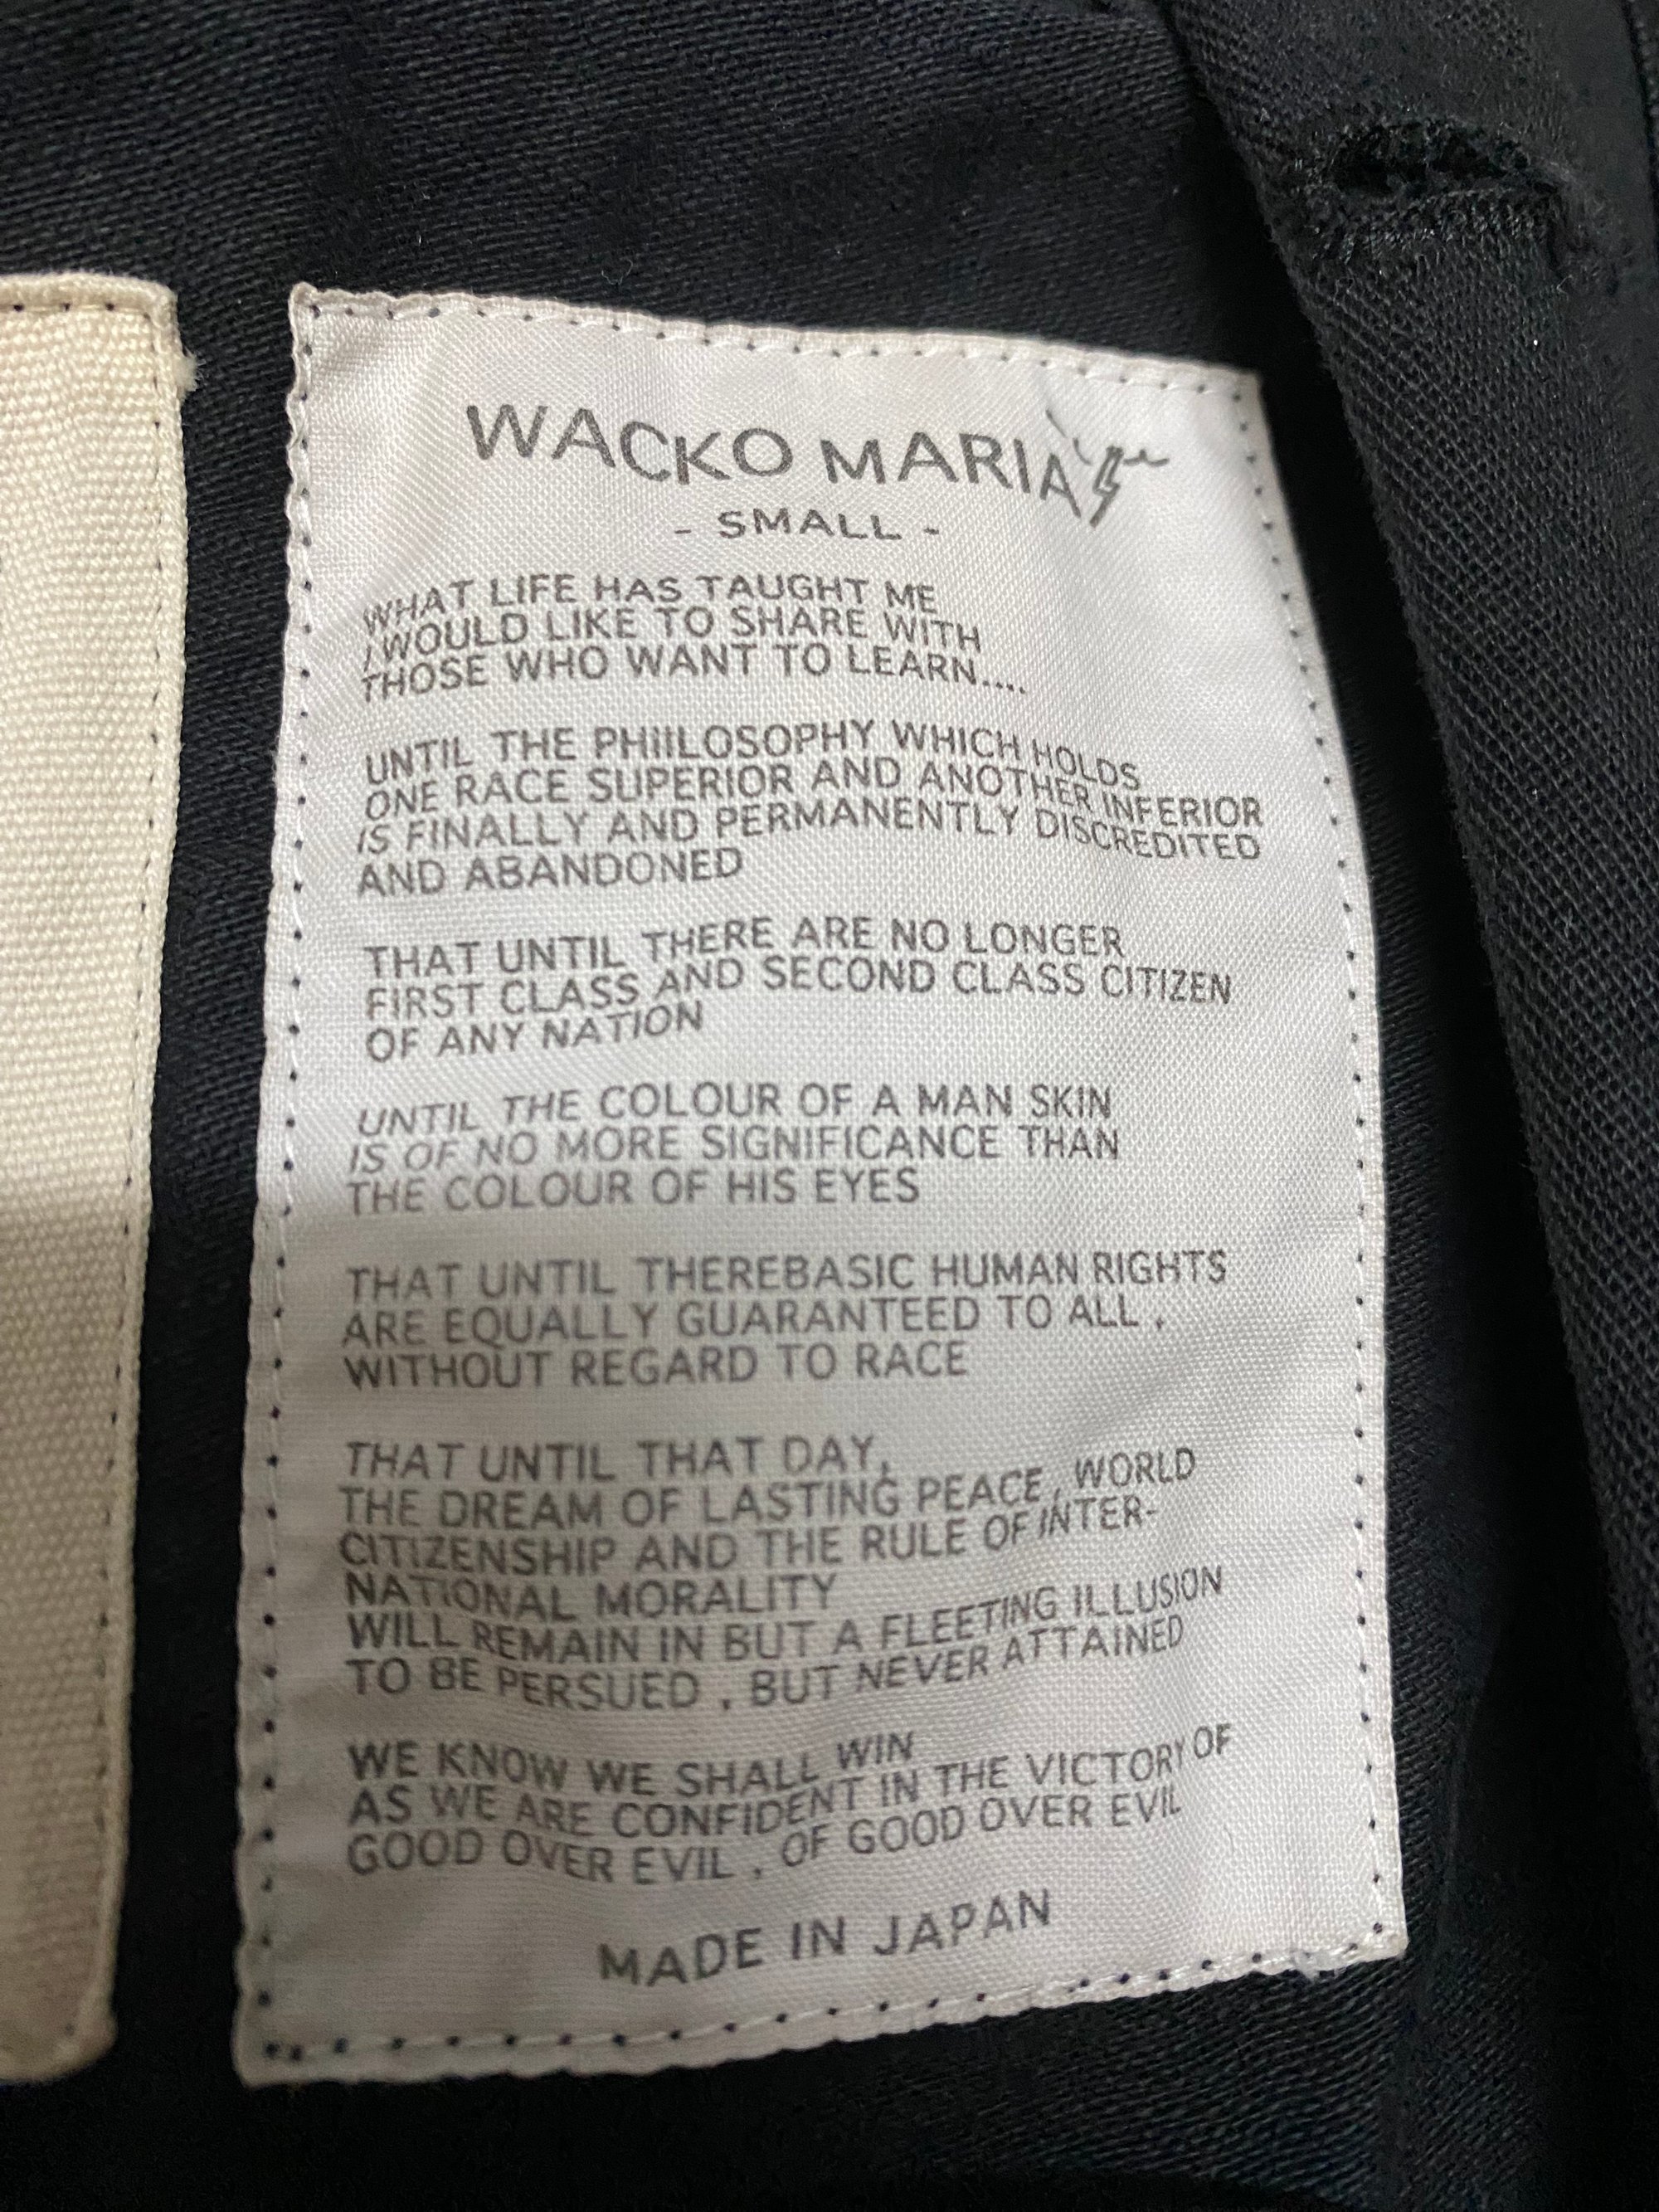 WACKO MARIA
- SMALL -
WHAT LIFE HAS TAUGHT ME
I WOULD LIKE TO SHARE WITH
THOSE WHO WANT TO LEARN....
UNTIL THE PHIILOSOPHY WHICH HOLDS
ONE RACE SUPERIOR AND ANOTHER INFERIOR
IS FINALLY AND PERMANENTLY DISCREDITED
AND ABANDONED
THAT UNTIL THERE ARE NO LONGER
FIRST CLASS AND SECOND CLASS CITIZEN
OF ANY NATION
UNTIL THE COLOUR OF A MAN SKIN
IS OF NO MORE SIGNIFICANCE THAN
THE COLOUR OF HIS EYES
THAT UNTIL THEREBASIC HUMAN RIGHTS
ARE EQUALLY GUARANTEED TO ALL ,
WITHOUT REGARD TO RACE
THAT UNTIL THAT DAY,
THE DREAM OF LASTING PEACE , WORLD
CITIZENSHIP AND THE RULE OF INTER-
NATIONAL MORALITY
WILL REMAIN IN BUT A FLEETING ILLUSION
TO BE PERSUED , BUT NEVER ATTAINED
WE KNOW WE SHALL WIN
AS WE ARE CONFIDENT IN THE VICTORY OF
GOOD OVER EVIL , OF GOOD OVER EVIL
MADE IN JAPAN